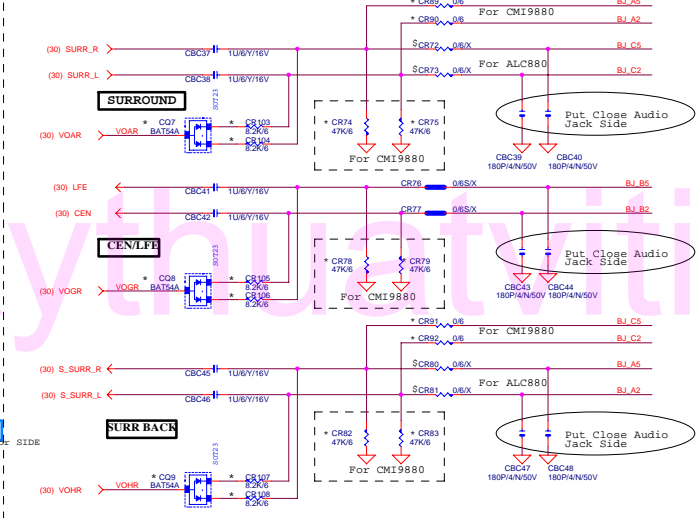 * CR89 0/6 BJ_A5
For CMI9880
* CR90 0/6 BJ_A2
(30) SURR_R CBC37 1U/6/Y/16V $CR72 0/6/X BJ_C5
For ALC880
(30) SURR_L CBC38 1U/6/Y/16V $CR73 0/6/X BJ_C2
SURROUND
SOT23
(30) VOAR VOAR * CQ7 BAT54A
* CR103 8.2K/6
* CR104 8.2K/6
* CR74 47K/6
* CR75 47K/6
For CMI9880
Put Close Audio
Jack Side
CBC39 180P/4/N/50V
CBC40 180P/4/N/50V
(30) LFE CBC41 1U/6/Y/16V CR76 0/6S/X BJ_B5
(30) CEN CBC42 1U/6/Y/16V CR77 0/6S/X BJ_B2
CEN/LFE
SOT23
(30) VOGR VOGR * CQ8 BAT54A
* CR105 8.2K/6
* CR106 8.2K/6
* CR78 47K/6
* CR79 47K/6
For CMI9880
Put Close Audio
Jack Side
CBC43 180P/4/N/50V
CBC44 180P/4/N/50V
ythuatviti
* CR91 0/6 BJ_C5
For CMI9880
* CR92 0/6 BJ_C2
(30) S_SURR_R CBC45 1U/6/Y/16V $CR80 0/6/X BJ_A5
For ALC880
(30) S_SURR_L CBC46 1U/6/Y/16V $CR81 0/6/X BJ_A2
SURR BACK
SOT23
SIDE
(30) VOHR VOHR * CQ9 BAT54A
* CR107 8.2K/6
* CR108 8.2K/6
* CR82 47K/6
* CR83 47K/6
For CMI9880
Put Close Audio
Jack Side
CBC47 180P/4/N/50V
CBC48 180P/4/N/50V